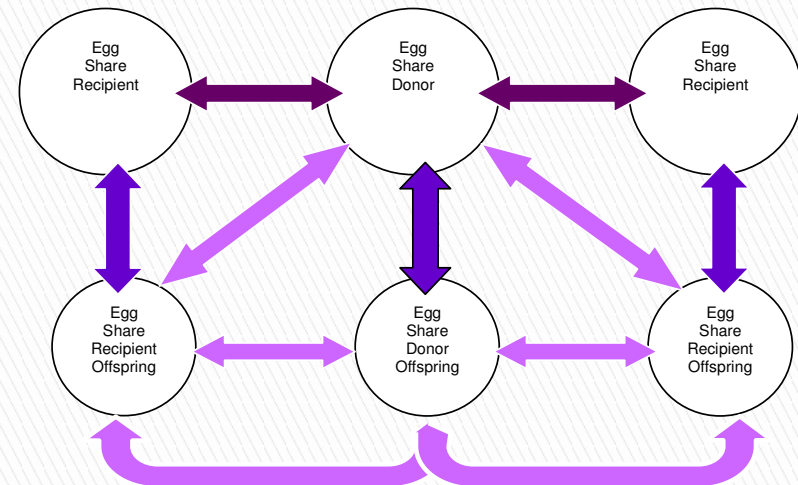 Egg
Share
Recipient
Egg
Share
Donor
Egg
Share
Recipient
Egg
Share
Recipient
Offspring
Egg
Share
Donor
Offspring
Egg
Share
Recipient
Offspring